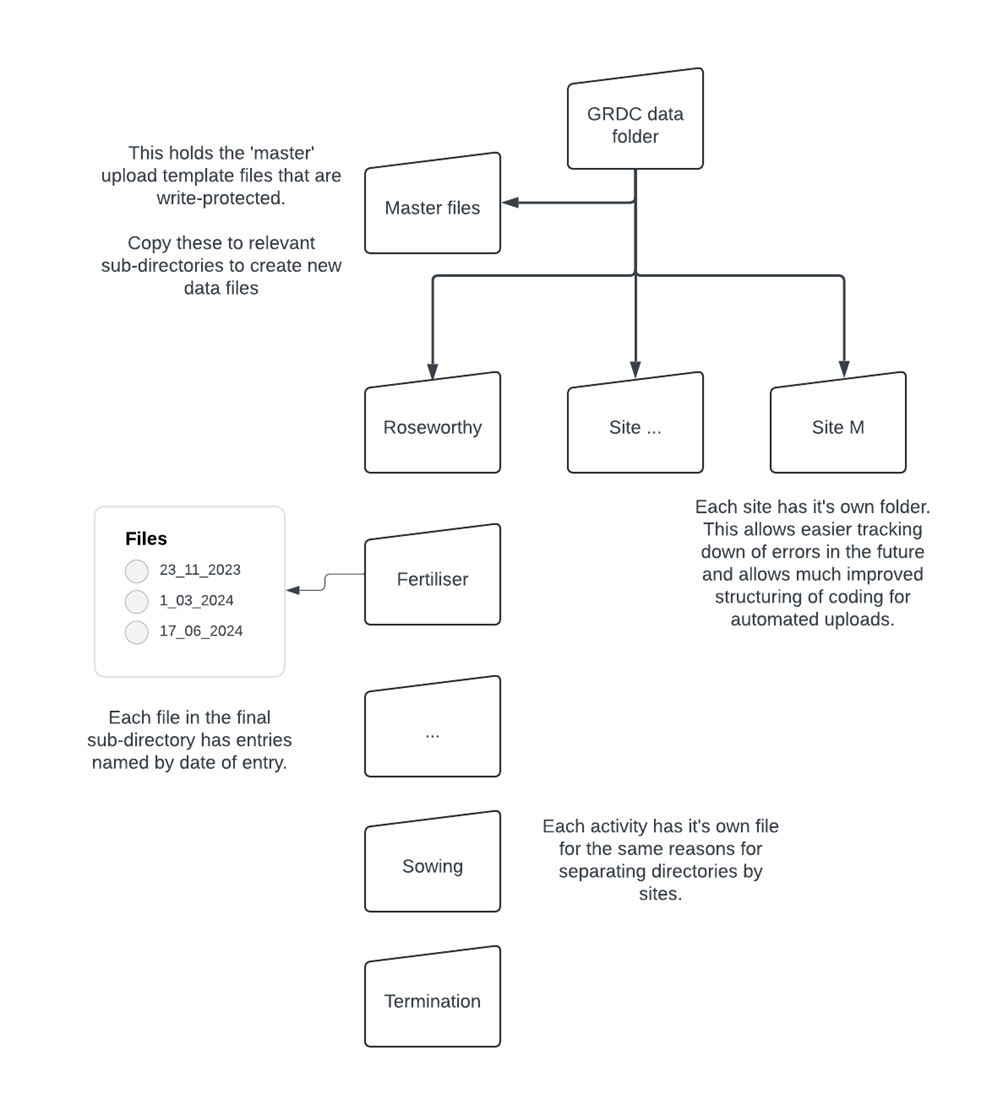 GRDC data
folder
This holds the 'master'
upload template files that are
write-protected.
Copy these to relevant
sub-directories to create new
data files
Master files
Roseworthy
Site ...
Site M
Each site has it's own folder.
This allows easier tracking
down of errors in the future
and allows much improved
structuring of coding for
automated uploads.
Files
23_11_2023
1_03_2024
17_06_2024
Fertiliser
Each file in the final
sub-directory has entries
named by date of entry.
...
Sowing
Each activity has it's own file
for the same reasons for
separating directories by
sites.
Termination